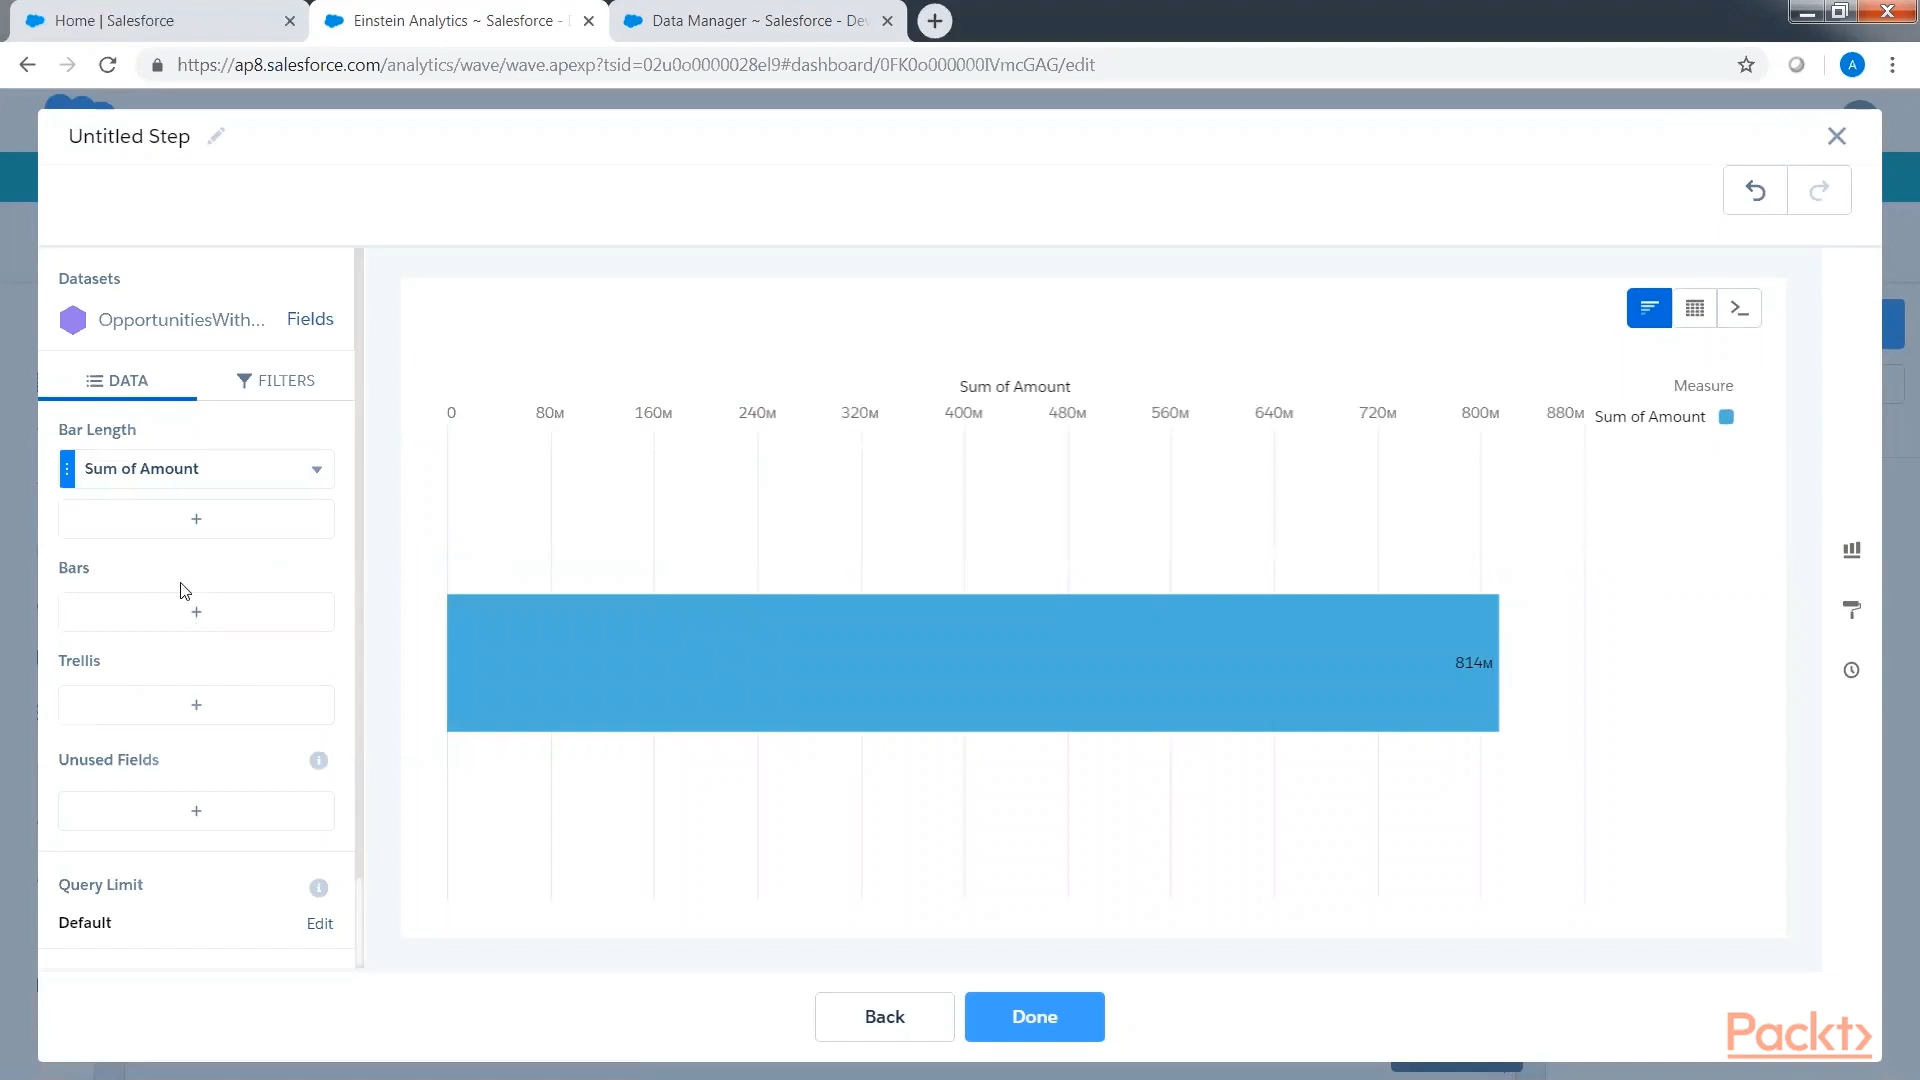 Home | Salesforce
Einstein Analytics ~ Salesforce -
Data Manager ~ Salesforce - Dev
https://ap8.salesforce.com/analytics/wave/wave.apexp?tsid=02u0o0000028el9#dashboard/0FK0o000000IVmcGAG/edit
A
Untitled Step
Datasets
OpportunitiesWith... Fields
DATA FILTERS
Bar Length
Sum of Amount
+
Bars
+
Trellis
+
Unused Fields
+
Query Limit
Default Edit
Sum of Amount
0 80M 160M 240M 320M 400M 480M 560M 640M 720M 800M 880M
Measure
Sum of Amount
814M
Back Done
Packt>